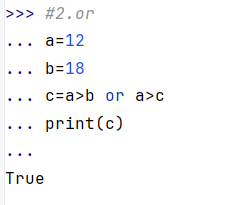 >>> #2.or
... a=12
... b=18
... c=a>b or a>c
... print(c)
...
True